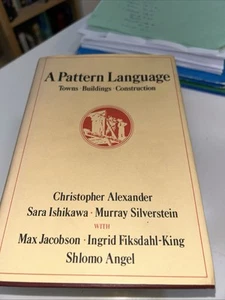 A Pattern Language
Towns · Buildings · Construction
Christopher Alexander
Sara Ishikawa · Murray Silverstein
WITH
Max Jacobson · Ingrid Fiksdahl-King
Shlomo Angel